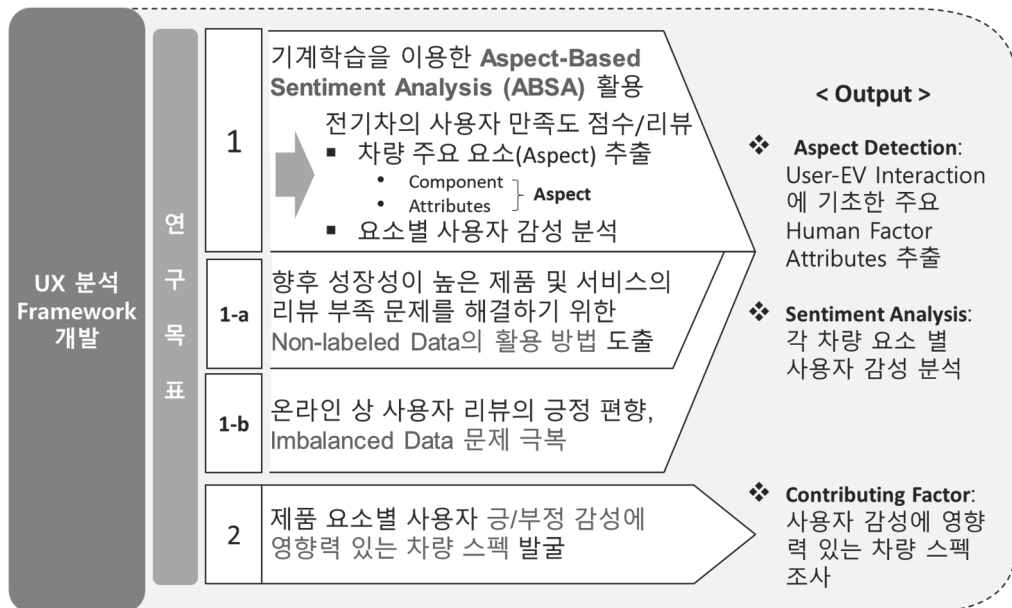 UX 분석
Framework
개발
연
구
목
표
1
기계학습을 이용한 Aspect-Based
Sentiment Analysis (ABSA) 활용
전기차의 사용자 만족도 점수/리뷰
▪ 차량 주요 요소(Aspect) 추출
• Component
• Attributes
Aspect
▪ 요소별 사용자 감성 분석
1-a
향후 성장성이 높은 제품 및 서비스의
리뷰 부족 문제를 해결하기 위한
Non-labeled Data의 활용 방법 도출
1-b
온라인 상 사용자 리뷰의 긍정 편향,
Imbalanced Data 문제 극복
2
제품 요소별 사용자 긍/부정 감성에
영향력 있는 차량 스펙 발굴
< Output >
❖ Aspect Detection:
User-EV Interaction
에 기초한 주요
Human Factor
Attributes 추출
❖ Sentiment Analysis:
각 차량 요소 별
사용자 감성 분석
❖ Contributing Factor:
사용자 감성에 영향
력 있는 차량 스펙
조사